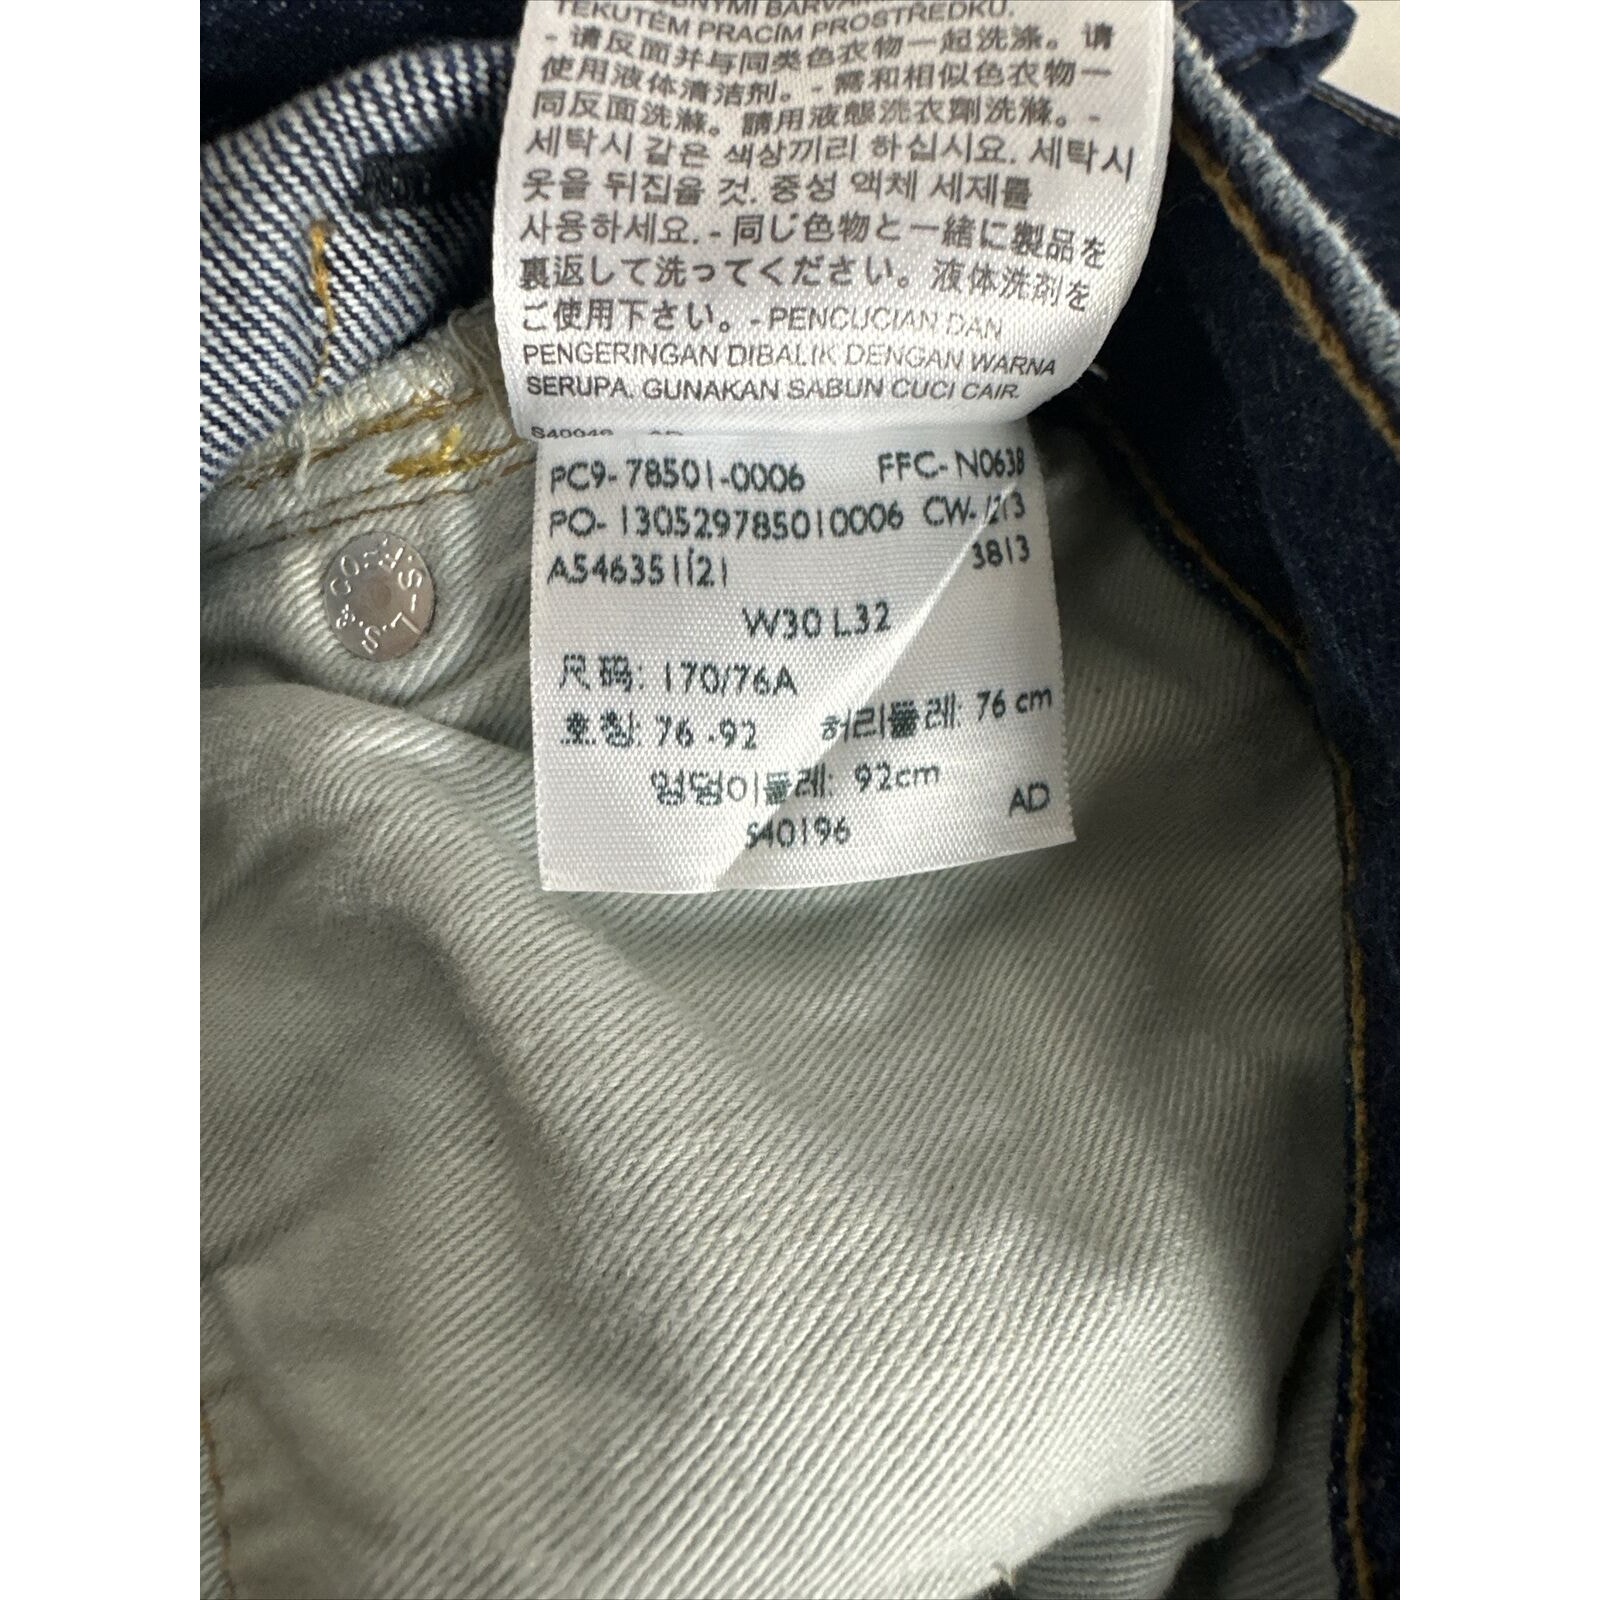 TEKUTEM PRACÍM PROSTŘEDKU.
- 请反面并与同类色衣物一起洗涤。请
使用液体清洁剂。- 需和相似色衣物一
同反面洗滌。請用液態洗衣劑洗滌。-
세탁시 같은 색상끼리 하십시요. 세탁시
옷을 뒤집을 것. 중성 액체 세제를
사용하세요. - 同じ色物と一緒に製品を
裏返して洗ってください。液体洗剤を
ご使用下さい。- PENCUCIAN DAN
PENGERINGAN DIBALIK DENGAN WARNA
SERUPA. GUNAKAN SABUN CUCI CAIR.
PC9- 78501-0006 FFC- N063B
PO- 130529785010006 CW- /213
A546351|121 3813
W30 L32
尺码: 170/76A
호칭: 76 -92 허리둘레: 76 cm
엉덩이둘레: 92cm
S40196 AD
L.S.&CO-S.F-